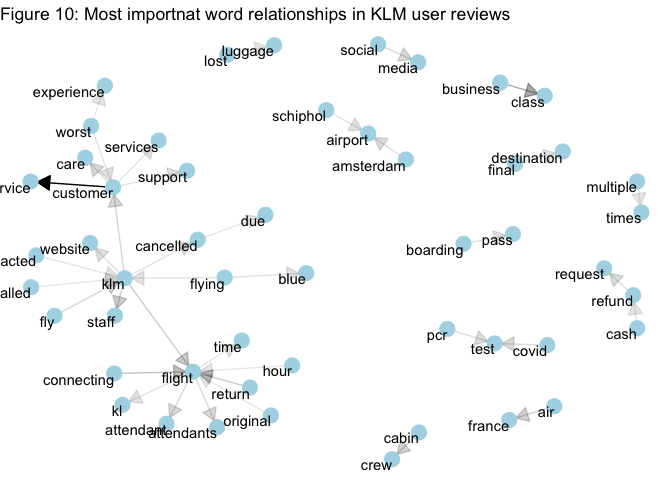 Figure 10: Most importnat word relationships in KLM user reviews
luggage
lost
social
media
experience
business
class
schiphol
worst
airport
services
care
amsterdam
destination
final
support
rvice
customer
multiple
times
due
cancelled
website
boarding
pass
acted
request
klm
flying
blue
alled
refund
fly
staff
cash
pcr
test
covid
time
hour
connecting
flight
return
kl
original
air
france
attendant
attendants
cabin
crew